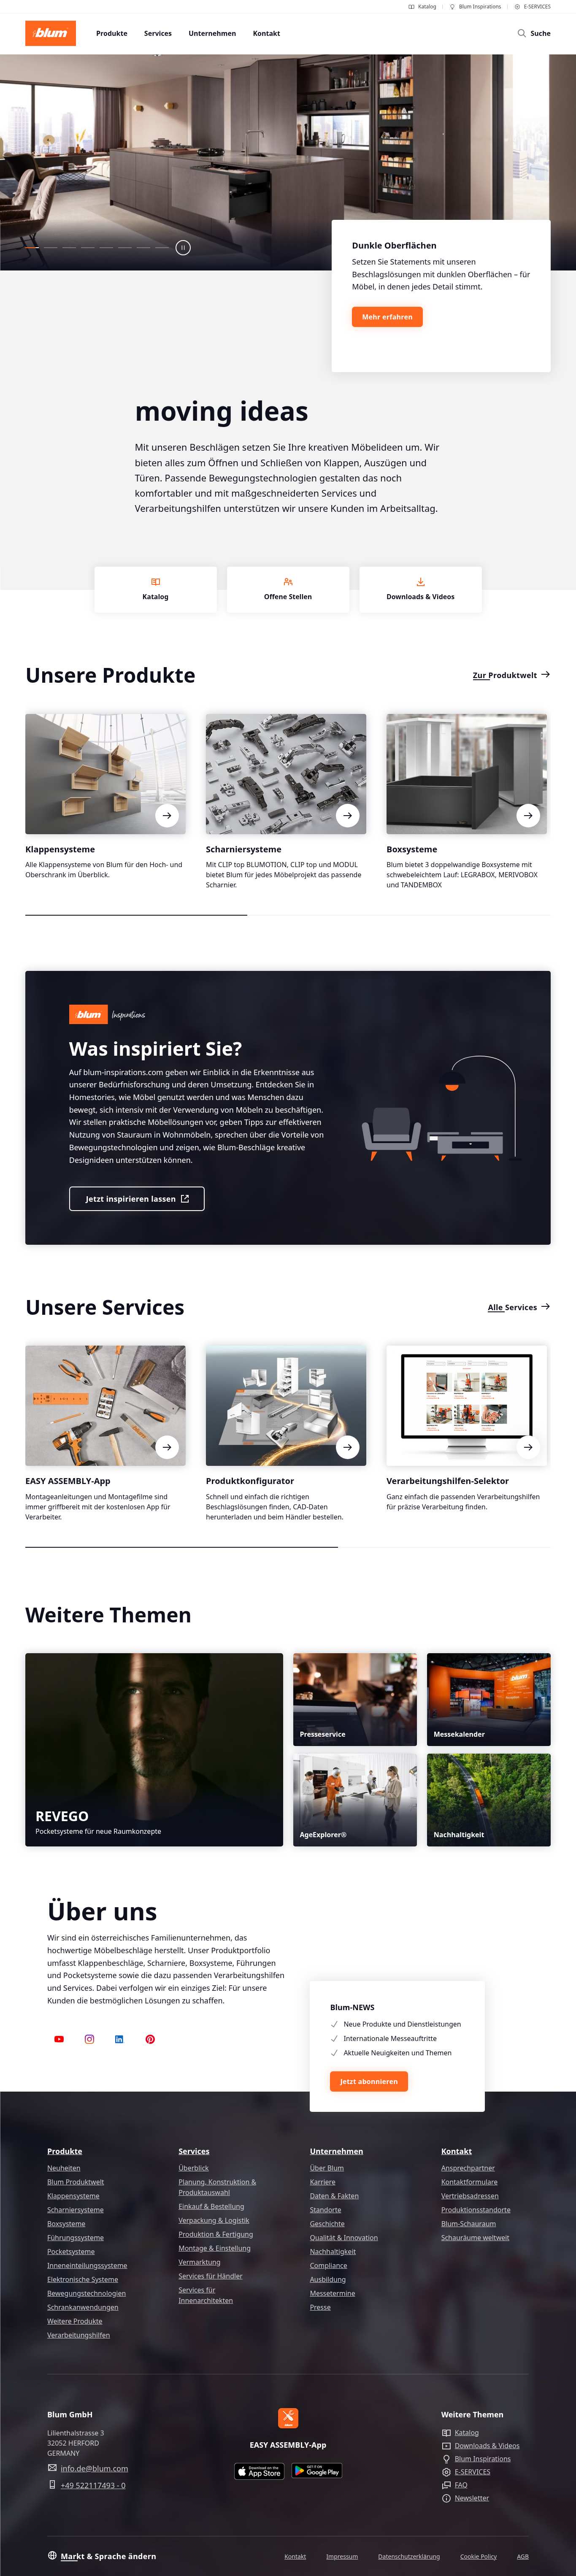 Katalog
Blum Inspirations
E-SERVICES
blum
Produkte
Services
Unternehmen
Kontakt
Suche
Dunkle Oberflächen
Setzen Sie Statements mit unseren
Beschlagslösungen mit dunklen Oberflächen – für
Möbel, in denen jedes Detail stimmt.
Mehr erfahren
moving ideas
Mit unseren Beschlägen setzen Sie Ihre kreativen Möbelideen um. Wir
bieten alles zum Öffnen und Schließen von Klappen, Auszügen und
Türen. Passende Bewegungstechnologien gestalten das noch
komfortabler und mit maßgeschneiderten Services und
Verarbeitungshilfen unterstützen wir unsere Kunden im Arbeitsalltag.
Katalog
Offene Stellen
Downloads & Videos
Unsere Produkte
Zur Produktwelt
Klappensysteme
Alle Klappensysteme von Blum für den Hoch- und
Oberschrank im Überblick.
Scharniersysteme
Mit CLIP top BLUMOTION, CLIP top und MODUL
bietet Blum für jedes Möbelprojekt das passende
Scharnier.
Boxsysteme
Blum bietet 3 doppelwandige Boxsysteme mit
schwebeleichtem Lauf: LEGRABOX, MERIVOBOX
und TANDEMBOX
blum Inspirations
Was inspiriert Sie?
Auf blum-inspirations.com geben wir Einblick in die Erkenntnisse aus
unserer Bedürfnisforschung und deren Umsetzung. Entdecken Sie in
Homestories, wie Möbel genutzt werden und was Menschen dazu
bewegt, sich intensiv mit der Verwendung von Möbeln zu beschäftigen.
Wir stellen praktische Möbellösungen vor, geben Tipps zur effektiveren
Nutzung von Stauraum in Wohnmöbeln, sprechen über die Vorteile von
Bewegungstechnologien und zeigen, wie Blum-Beschläge kreative
Designideen unterstützen können.
Jetzt inspirieren lassen
Unsere Services
Alle Services
EASY ASSEMBLY-App
Montageanleitungen und Montagefilme sind
immer griffbereit mit der kostenlosen App für
Verarbeiter.
Produktkonfigurator
Schnell und einfach die richtigen
Beschlagslösungen finden, CAD-Daten
herunterladen und beim Händler bestellen.
Verarbeitungshilfen-Selektor
Ganz einfach die passenden Verarbeitungshilfen
für präzise Verarbeitung finden.
Weitere Themen
REVEGO
Pocketsysteme für neue Raumkonzepte
Presseservice
Messekalender
AgeExplorer®
Nachhaltigkeit
Über uns
Wir sind ein österreichisches Familienunternehmen, das
hochwertige Möbelbeschläge herstellt. Unser Produktportfolio
umfasst Klappenbeschläge, Scharniere, Boxsysteme, Führungen
und Pocketsysteme sowie die dazu passenden Verarbeitungshilfen
und Services. Dabei verfolgen wir ein einziges Ziel: Für unsere
Kunden die bestmöglichen Lösungen zu schaffen.
Blum-NEWS
Neue Produkte und Dienstleistungen
Internationale Messeauftritte
Aktuelle Neuigkeiten und Themen
Jetzt abonnieren
Produkte
Neuheiten
Blum Produktwelt
Klappensysteme
Scharniersysteme
Boxsysteme
Führungssysteme
Pocketsysteme
Inneneinteilungssysteme
Elektronische Systeme
Bewegungstechnologien
Schrankanwendungen
Weitere Produkte
Verarbeitungshilfen
Services
Überblick
Planung, Konstruktion &
Produktauswahl
Einkauf & Bestellung
Verpackung & Logistik
Produktion & Fertigung
Montage & Einstellung
Vermarktung
Services für Händler
Services für
Innenarchitekten
Unternehmen
Über Blum
Karriere
Daten & Fakten
Standorte
Geschichte
Qualität & Innovation
Nachhaltigkeit
Compliance
Ausbildung
Messetermine
Presse
Kontakt
Ansprechpartner
Kontaktformulare
Vertriebsadressen
Produktionsstandorte
Blum-Schauraum
Schauräume weltweit
Blum GmbH
Lilienthalstrasse 3
32052 HERFORD
GERMANY
info.de@blum.com
+49 522117493 - 0
EASY ASSEMBLY-App
Download on the
App Store
GET IT ON
Google Play
Weitere Themen
Katalog
Downloads & Videos
Blum Inspirations
E-SERVICES
FAQ
Newsletter
Markt & Sprache ändern
Kontakt
Impressum
Datenschutzerklärung
Cookie Policy
AGB